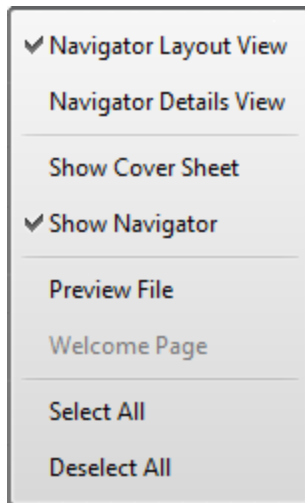 Navigator Layout View
Navigator Details View
Show Cover Sheet
Show Navigator
Preview File
Welcome Page
Select All
Deselect All